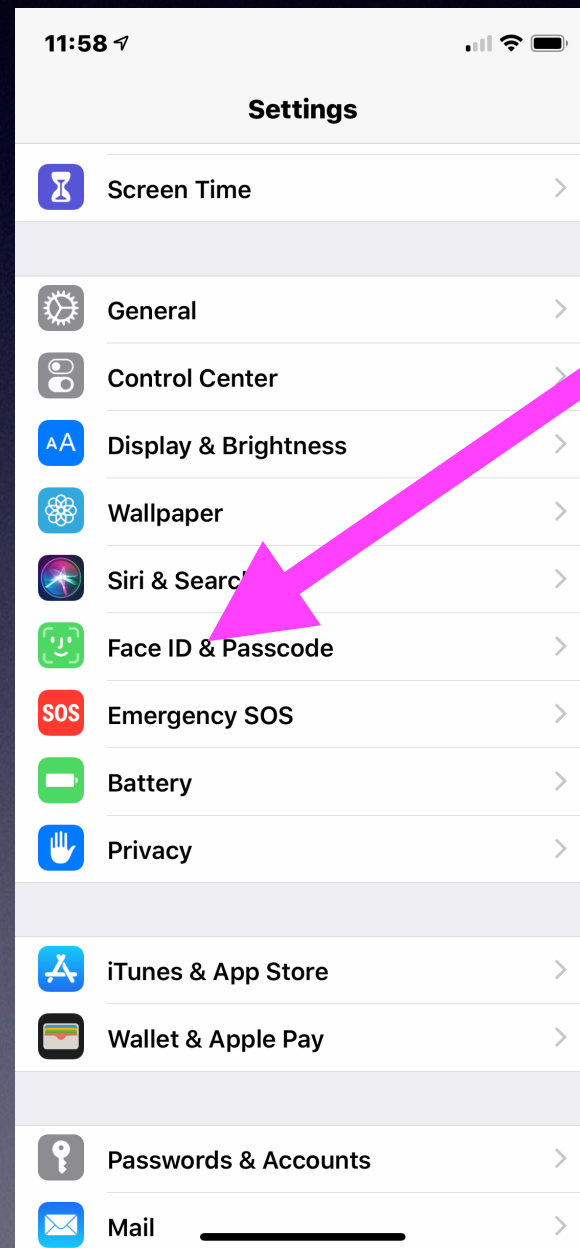 11:58
Settings
Screen Time
General
Control Center
AA
Display & Brightness
Wallpaper
Siri & Search
Face ID & Passcode
SOS
Emergency SOS
Battery
Privacy
iTunes & App Store
Wallet & Apple Pay
Passwords & Accounts
Mail